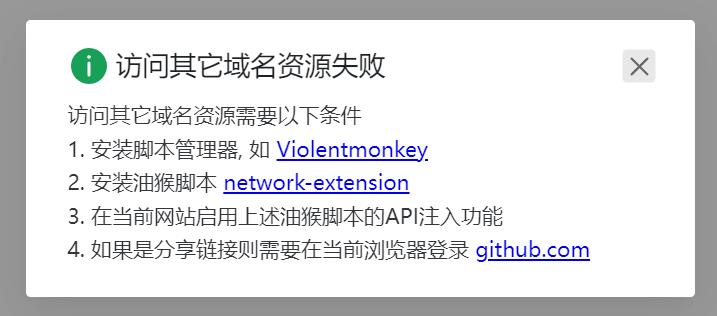 访问其它域名资源失败
访问其它域名资源需要以下条件
1. 安装脚本管理器, 如 Violentmonkey
2. 安装油猴脚本 network-extension
3. 在当前网站启用上述油猴脚本的API注入功能
4. 如果是分享链接则需要在当前浏览器登录 github.com